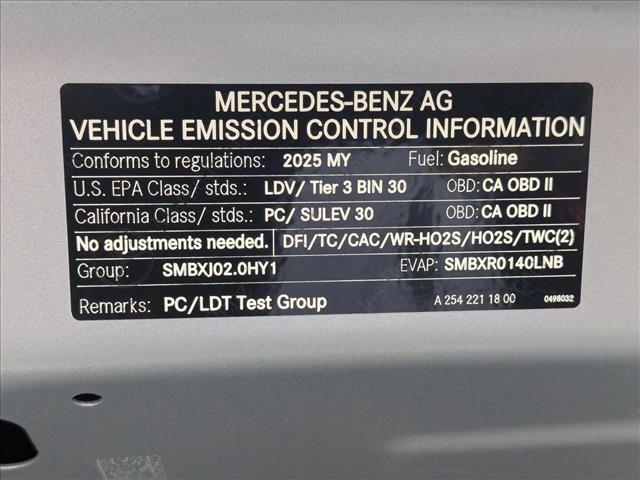 MERCEDES-BENZ AG
VEHICLE EMISSION CONTROL INFORMATION
Conforms to regulations: 2025 MY Fuel: Gasoline
U.S. EPA Class/ stds.: LDV/ Tier 3 BIN 30 OBD: CA OBD II
California Class/ stds.: PC/ SULEV 30 OBD: CA OBD II
No adjustments needed. DFI/TC/CAC/WR-HO2S/HO2S/TWC(2)
Group: SMBXJ02.0HY1 EVAP: SMBXR0140LNB
Remarks: PC/LDT Test Group A 254 221 18 00 0498032